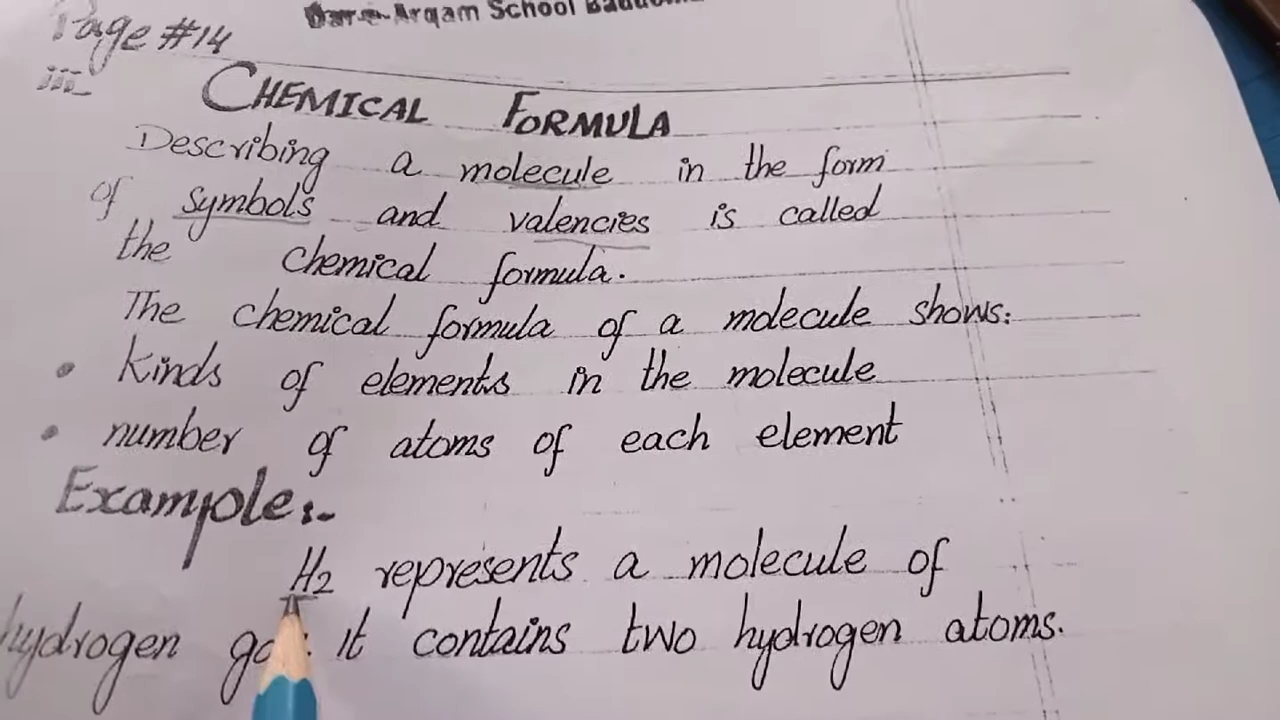 Dar-e-Arqam School
Page #14
iii_
CHEMICAL FORMULA
Describing a molecule in the form
of symbols and valencies is called
the chemical formula.
The chemical formula of a molecule shows:
• kinds of elements in the molecule
• number of atoms of each element
Example:-
H2 represents a molecule of
hydrogen it contains two hydrogen atoms.